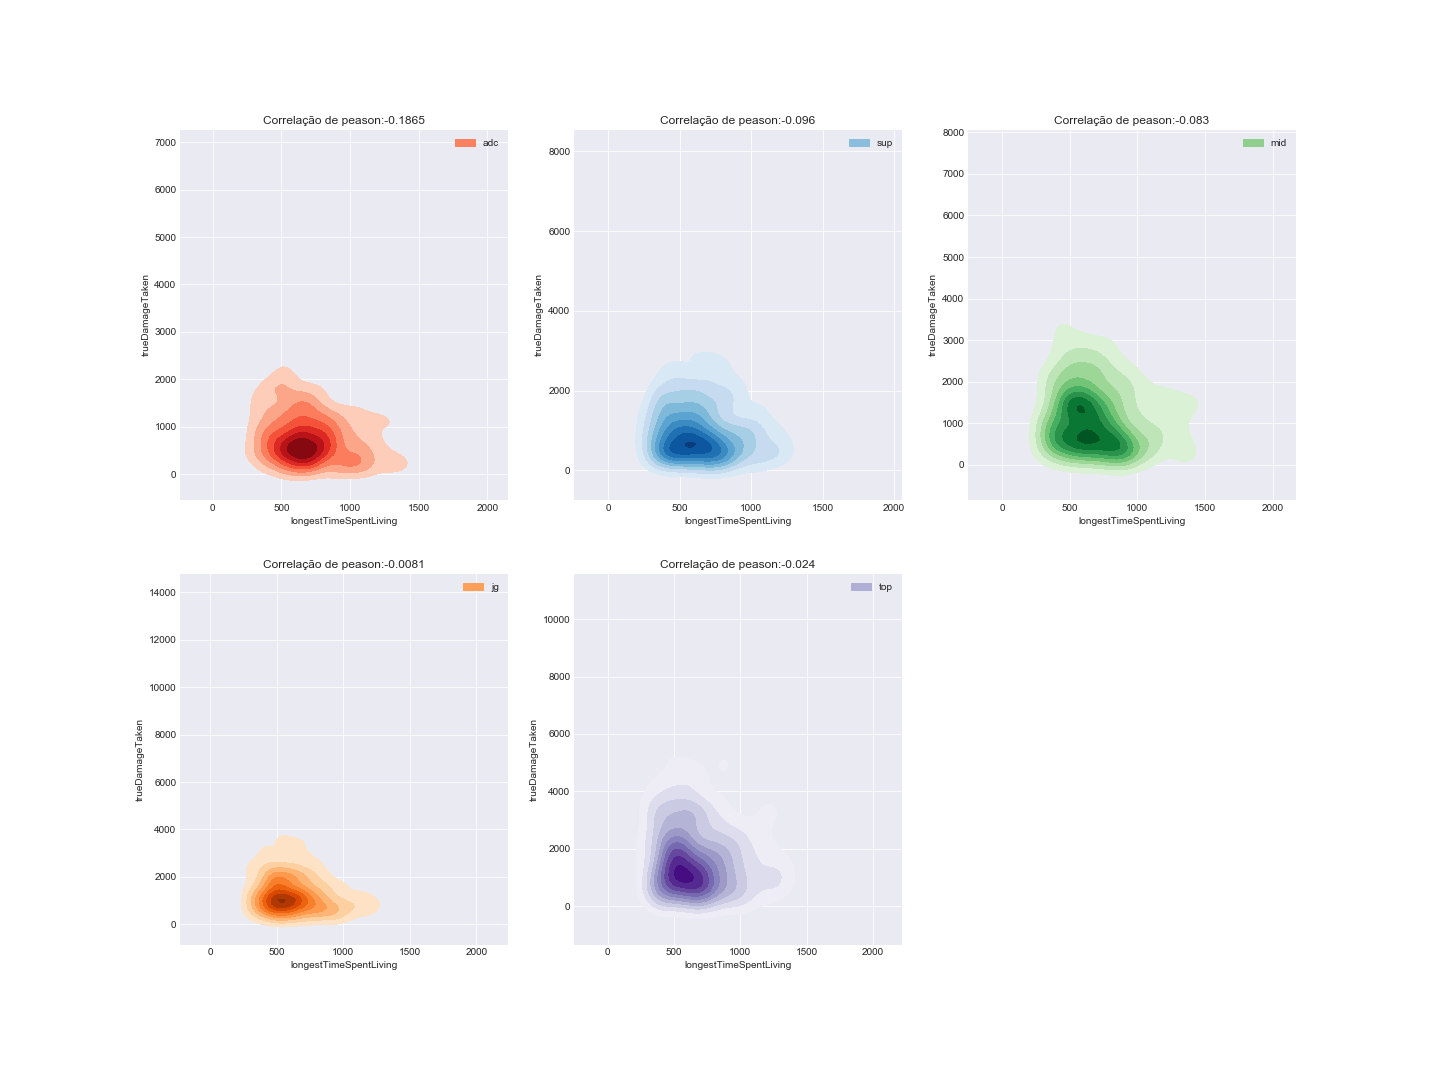 Correlação de peason:-0.1865
adc
7000
6000
5000
4000
3000
2000
1000
0
trueDamageTaken
0 500 1000 1500 2000
longestTimeSpentLiving
Correlação de peason:-0.096
sup
8000
6000
4000
2000
0
trueDamageTaken
0 500 1000 1500 2000
longestTimeSpentLiving
Correlação de peason:-0.083
mid
8000
7000
6000
5000
4000
3000
2000
1000
0
trueDamageTaken
0 500 1000 1500 2000
longestTimeSpentLiving
Correlação de peason:-0.0081
jg
14000
12000
10000
8000
6000
4000
2000
0
trueDamageTaken
0 500 1000 1500 2000
longestTimeSpentLiving
Correlação de peason:-0.024
top
10000
8000
6000
4000
2000
0
trueDamageTaken
0 500 1000 1500 2000
longestTimeSpentLiving